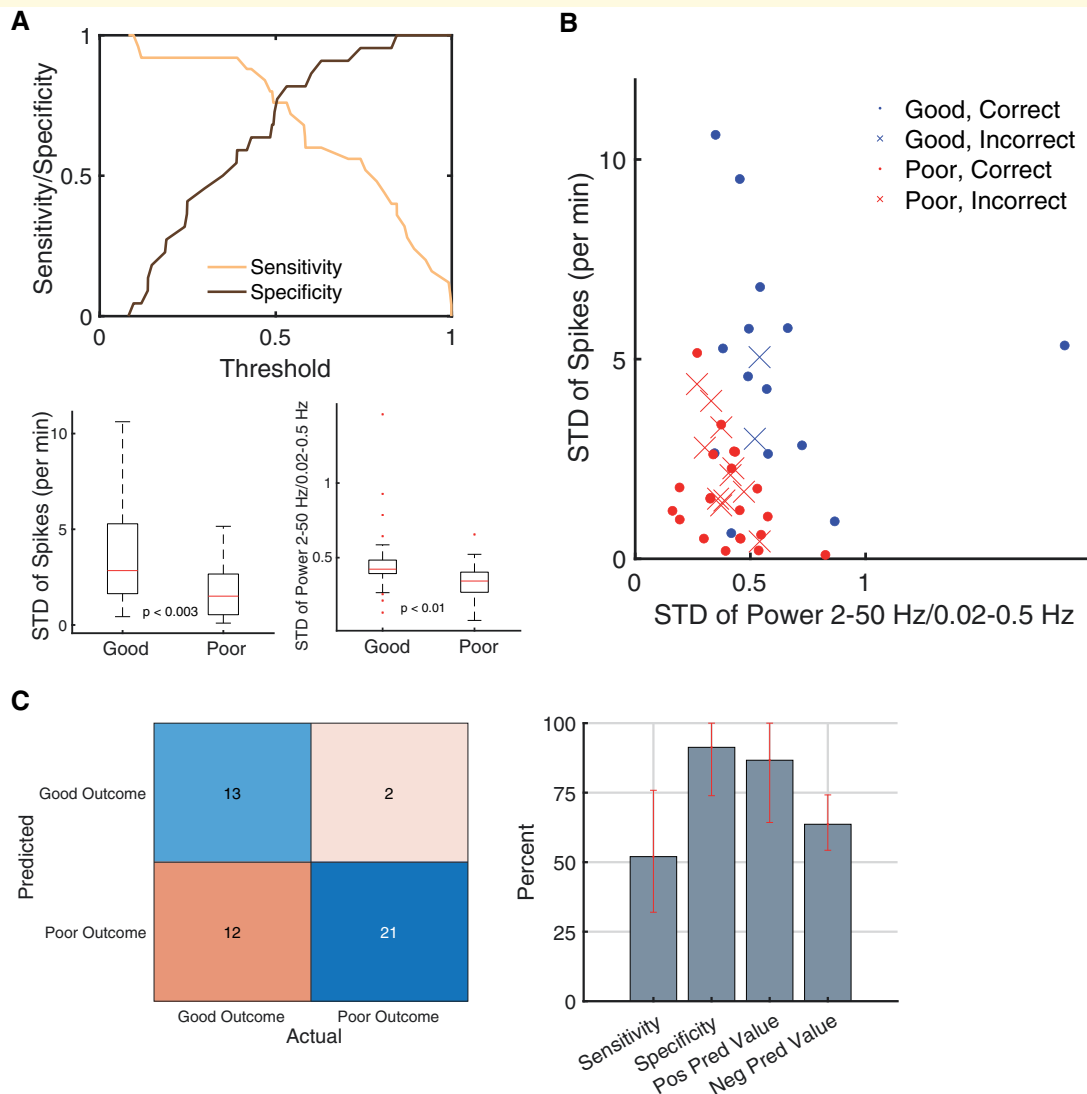 A
1
0.5
0
Sensitivity/Specificity
Sensitivity
Specificity
0
0.5
1
Threshold
STD of Spikes (per min)
10
5
0
p < 0.003
Good
Poor
STD of Power 2-50 Hz/0.02-0.5 Hz
1
0.5
p < 0.01
Good
Poor
B
Good, Correct
Good, Incorrect
Poor, Correct
Poor, Incorrect
STD of Spikes (per min)
10
5
0
0
0.5
1
STD of Power 2-50 Hz/0.02-0.5 Hz
C
Predicted
Good Outcome
13
2
Poor Outcome
12
21
Good Outcome
Poor Outcome
Actual
Percent
100
75
50
25
0
Sensitivity
Specificity
Pos Pred Value
Neg Pred Value